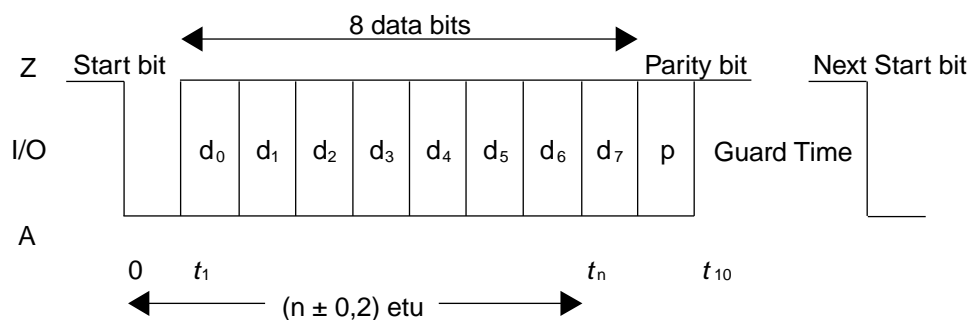 8 data bits
Z Start bit Parity bit Next Start bit
I/O d₀ d₁ d₂ d₃ d₄ d₅ d₆ d₇ p Guard Time
A
0 t₁ tₙ t₁₀
(n ± 0,2) etu